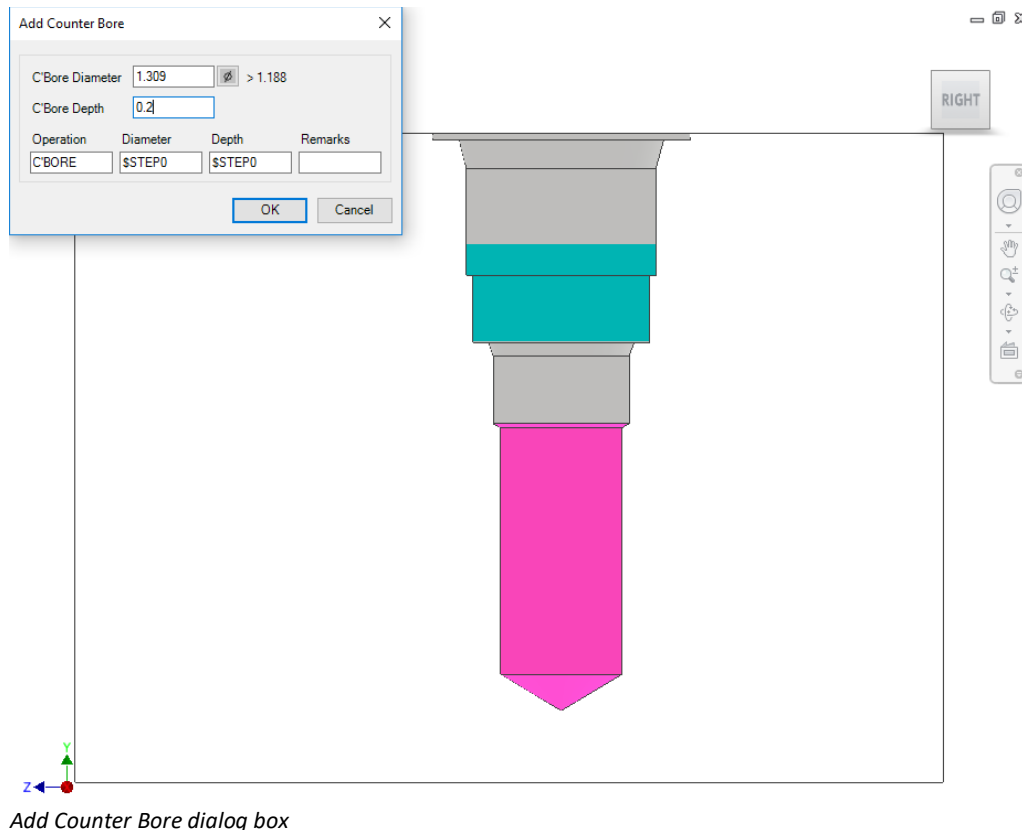 Add Counter Bore
C'Bore Diameter 1.309 ø > 1.188
C'Bore Depth 0.2
Operation Diameter Depth Remarks
C'BORE $STEP0 $STEP0
OK Cancel
RIGHT
Y
Z
Add Counter Bore dialog box